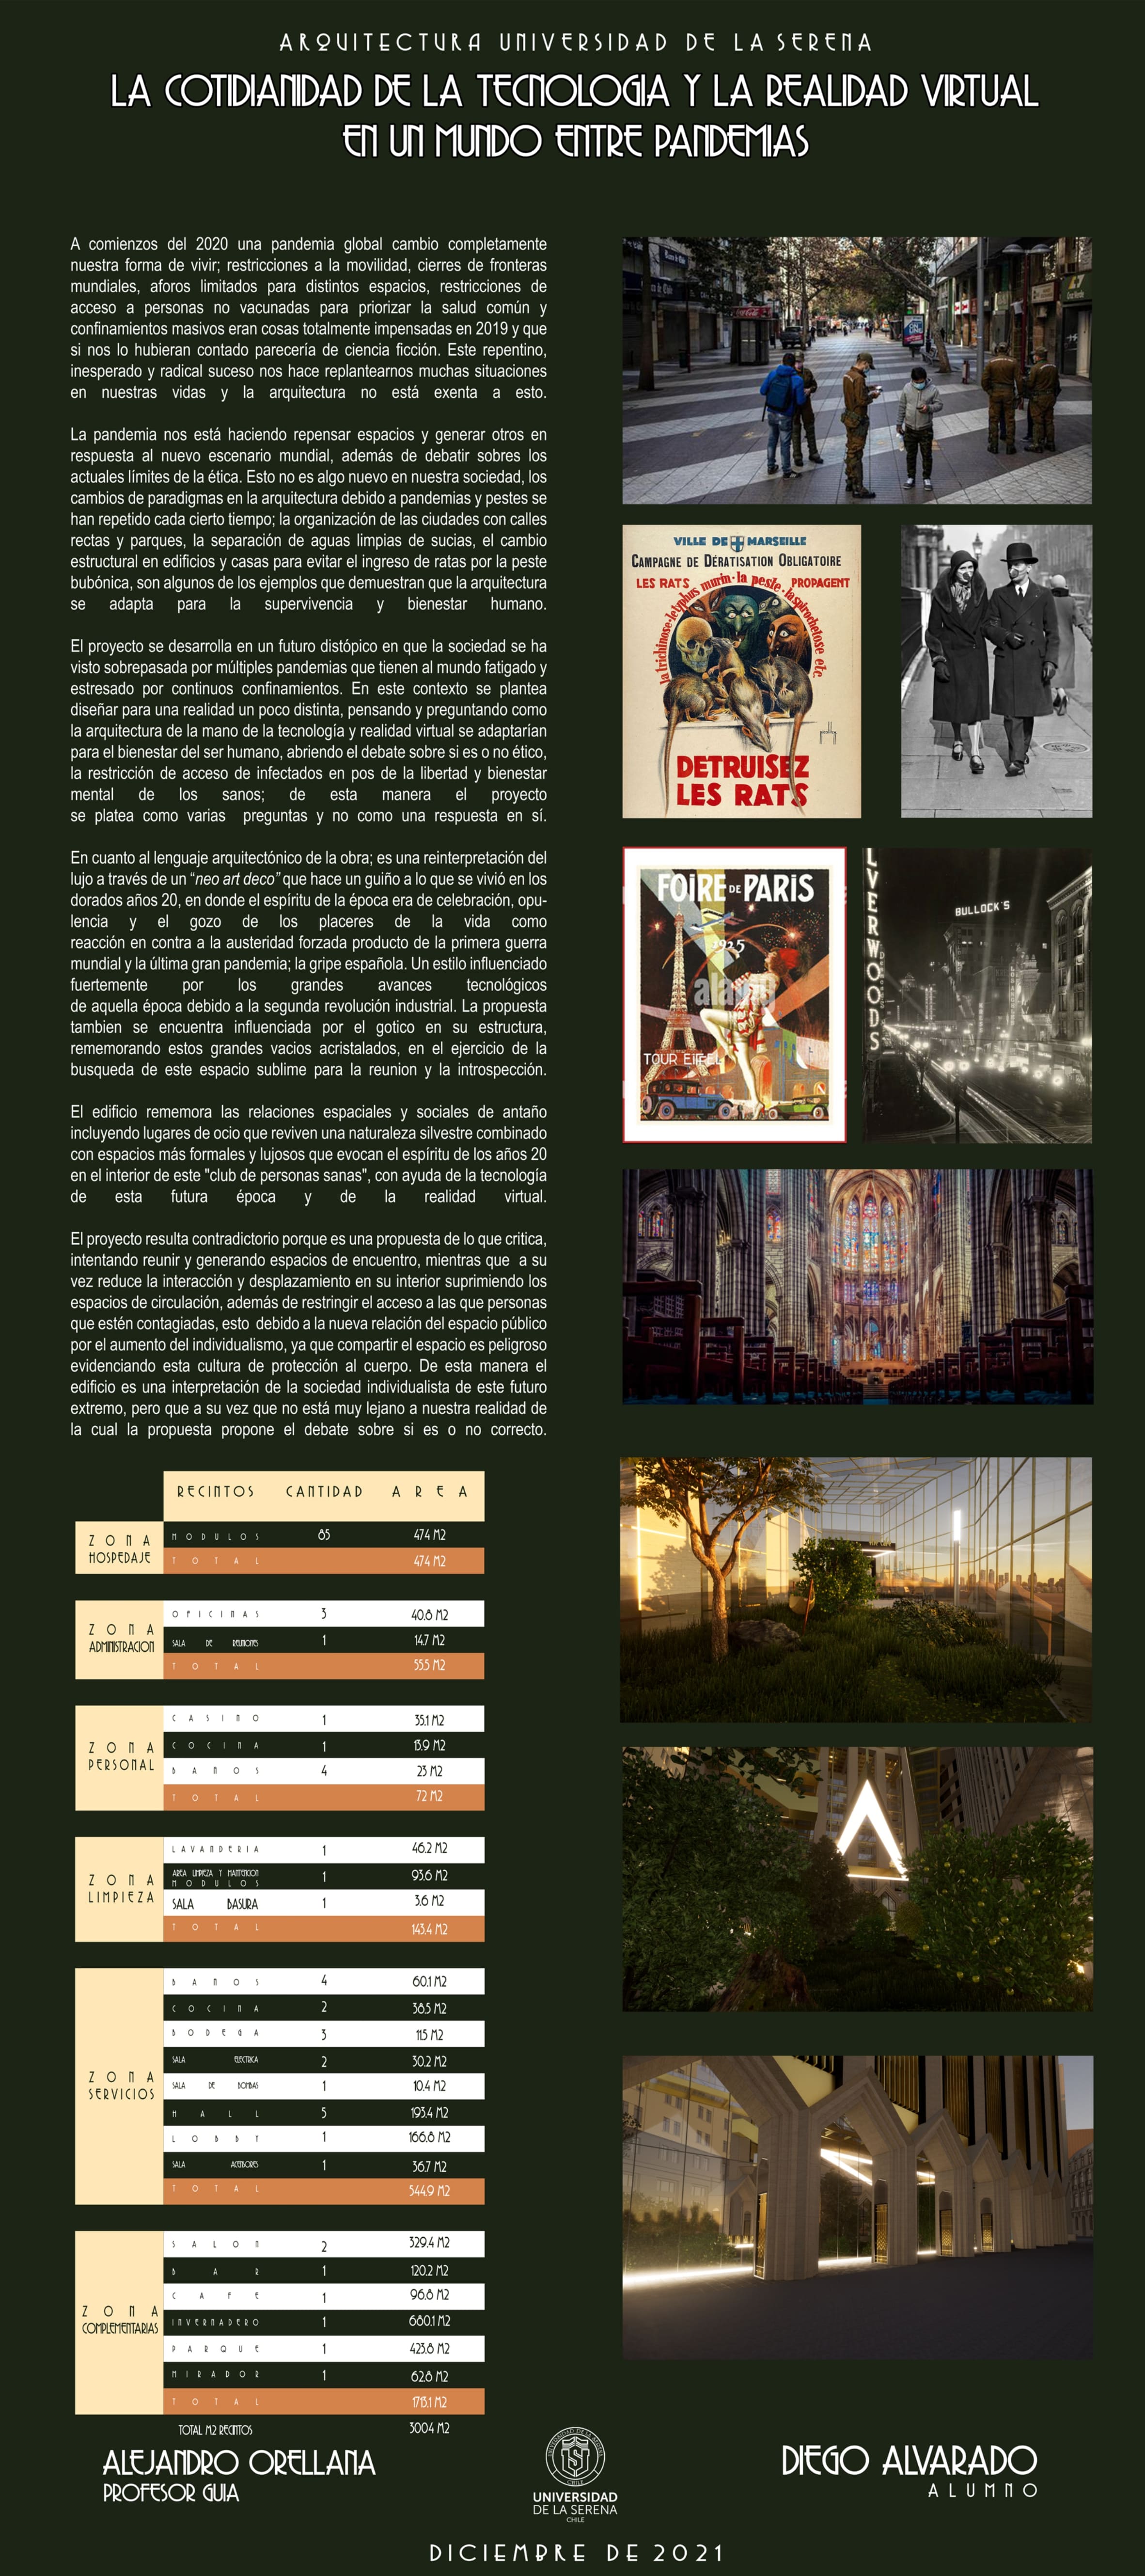 ARQUITECTURA UNIVERSIDAD DE LA SERENA
LA COTIDIANIDAD DE LA TECNOLOGIA Y LA REALIDAD VIRTUAL
EN UN MUNDO ENTRE PANDEMIAS
A comienzos del 2020 una pandemia global cambio completamente
nuestra forma de vivir; restricciones a la movilidad, cierres de fronteras
mundiales, aforos limitados para distintos espacios, restricciones de
acceso a personas no vacunadas para priorizar la salud común y
confinamientos masivos eran cosas totalmente impensadas en 2019 y que
si nos lo hubieran contado parecería de ciencia ficción. Este repentino,
inesperado y radical suceso nos hace replantearnos muchas situaciones
en nuestras vidas y la arquitectura no está exenta a esto.
La pandemia nos está haciendo repensar espacios y generar otros en
respuesta al nuevo escenario mundial, además de debatir sobre los
actuales límites de la ética. Esto no es algo nuevo en nuestra sociedad, los
cambios de paradigmas en la arquitectura debido a pandemias y pestes se
han repetido cada cierto tiempo; la organización de las ciudades con calles
rectas y parques, la separación de aguas limpias de sucias, el cambio
estructural en edificios y casas para evitar el ingreso de ratas por la peste
bubónica, son algunos de los ejemplos que demuestran que la arquitectura
se adapta para la supervivencia y bienestar humano.
El proyecto se desarrolla en un futuro distópico en que la sociedad se ha
visto sobrepasada por múltiples pandemias que tienen al mundo fatigado y
estresado por continuos confinamientos. En este contexto se plantea
diseñar para una realidad un poco distinta, pensando y preguntando como
la arquitectura de la mano de la tecnología y realidad virtual se adaptarían
para el bienestar del ser humano, abriendo el debate sobre si es o no ético,
la restricción de acceso de infectados en pos de la libertad y bienestar
mental de los sanos; de esta manera el proyecto
se platea como varias preguntas y no como una respuesta en sí.
En cuanto al lenguaje arquitectónico de la obra; es una reinterpretación del
lujo a través de un “neo art deco” que hace un guiño a lo que se vivió en los
dorados años 20, en donde el espíritu de la época era de celebración, opu-
lencia y el gozo de los placeres de la vida como
reacción en contra a la austeridad forzada producto de la primera guerra
mundial y la última gran pandemia; la gripe española. Un estilo influenciado
fuertemente por los grandes avances tecnológicos
de aquella época debido a la segunda revolución industrial. La propuesta
tambien se encuentra influenciada por el gotico en su estructura,
rememorando estos grandes vacios acristalados, en el ejercicio de la
busqueda de este espacio sublime para la reunion y la introspección.
El edificio rememora las relaciones espaciales y sociales de antaño
incluyendo lugares de ocio que reviven una naturaleza silvestre combinado
con espacios más formales y lujosos que evocan el espíritu de los años 20
en el interior de este "club de personas sanas", con ayuda de la tecnología
de esta futura época y de la realidad virtual.
El proyecto resulta contradictorio porque es una propuesta de lo que critica,
intentando reunir y generando espacios de encuentro, mientras que a su
vez reduce la interacción y desplazamiento en su interior suprimiendo los
espacios de circulación, además de restringir el acceso a las que personas
que estén contagiadas, esto debido a la nueva relación del espacio público
por el aumento del individualismo, ya que compartir el espacio es peligroso
evidenciando esta cultura de protección al cuerpo. De esta manera el
edificio es una interpretación de la sociedad individualista de este futuro
extremo, pero que a su vez que no está muy lejano a nuestra realidad de
la cual la propuesta propone el debate sobre si es o no correcto.
VILLE DE MARSEILLE
CAMPAGNE DE DÉRATISATION OBLIGATOIRE
LES RATS PROPAGENT
la trichinose·le typhus murin·la peste·la spirochetose etc.
DETRUISEZ
LES RATS
FOIRE DE PARIS
1925
alamy
TOUR EIFFEL
LVERWOODS
BULLOCK'S
RECINTOS CANTIDAD AREA
ZONA HOSPEDAJE
MODULOS 85 474 M2
TOTAL 474 M2
ZONA ADMINISTRACION
OFICINAS 3 40.8 M2
SALA DE REUNIONES 1 14.7 M2
TOTAL 55.5 M2
ZONA PERSONAL
CASINO 1 35.1 M2
COCINA 1 13.9 M2
BANOS 4 23 M2
TOTAL 72 M2
ZONA LIMPIEZA
LAVANDERIA 1 46.2 M2
AREA LIMPIEZA Y MANTENCION MODULOS 1 93.6 M2
SALA BASURA 1 3.6 M2
TOTAL 143.4 M2
ZONA SERVICIOS
BANOS 4 60.1 M2
COCINA 2 38.5 M2
BODEGA 3 11.5 M2
SALA ELECTRICA 2 30.2 M2
SALA DE BOMBAS 1 10.4 M2
HALL 5 193.4 M2
LOBBY 1 166.8 M2
SALA 1 36.7 M2
TOTAL 544.9 M2
ZONA COMPLEMENTARIAS
SALON 2 329.4 M2
BAR 1 120.2 M2
CAFE 1 96.8 M2
INVERNADERO 1 680.1 M2
PARQUE 1 423.8 M2
MIRADOR 1 62.8 M2
TOTAL 1713.1 M2
TOTAL M2 RECINTOS 3004 M2
ALEJANDRO ORELLANA
PROFESOR GUIA
UNIVERSIDAD
DE LA SERENA
CHILE
DIEGO ALVARADO
ALUMNO
DICIEMBRE DE 2021